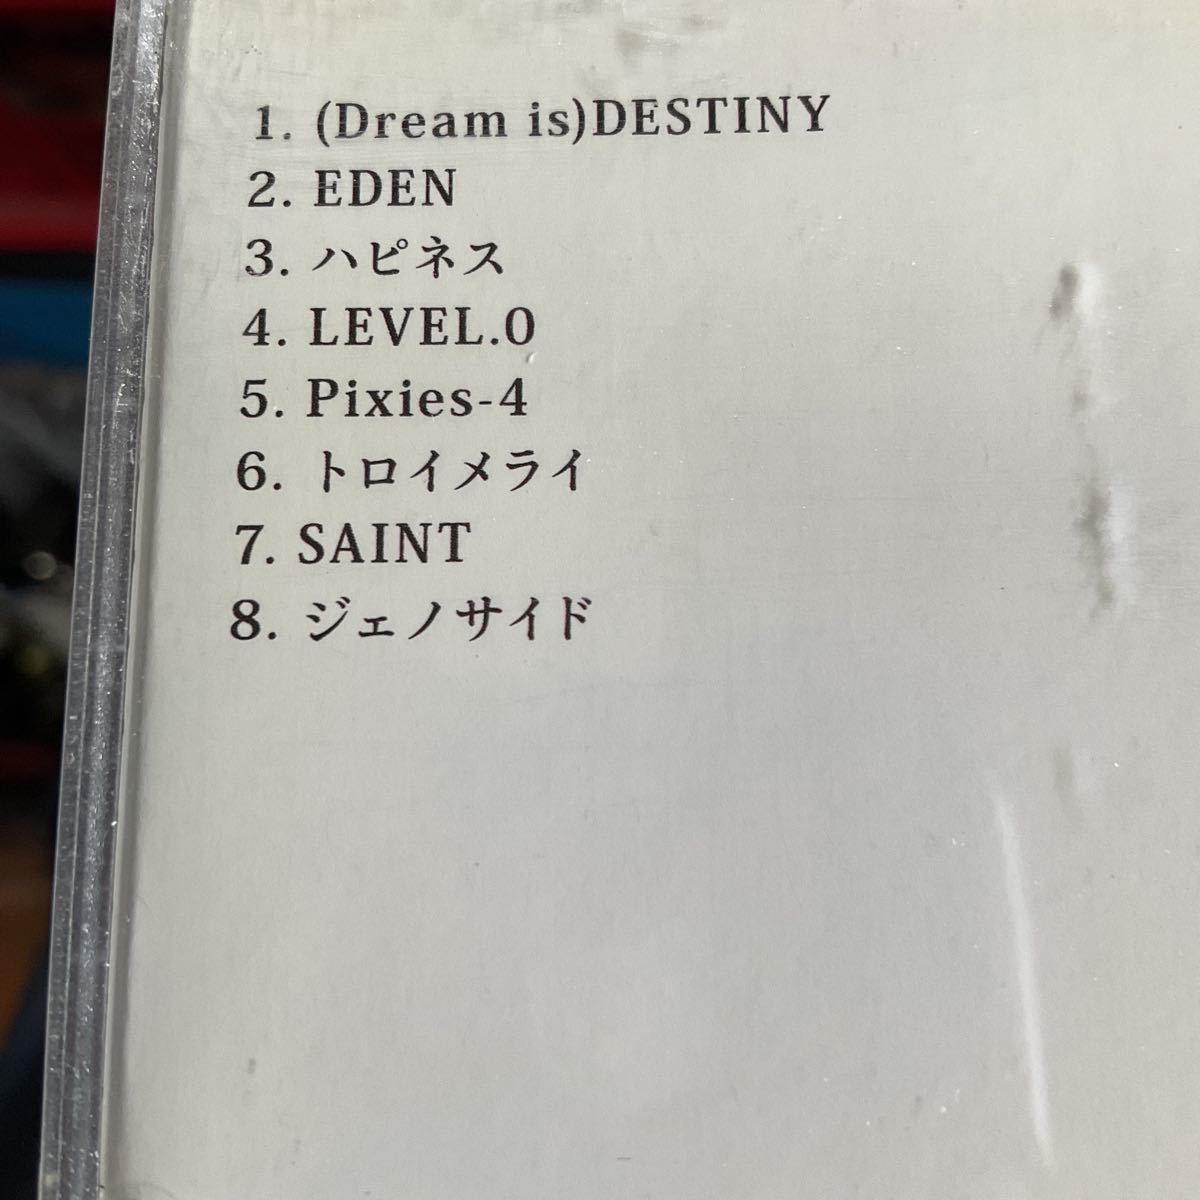 1. (Dream is)DESTINY
2. EDEN
3. ハピネス
4. LEVEL.0
5. Pixies-4
6. トロイメライ
7. SAINT
8. ジェノサイド